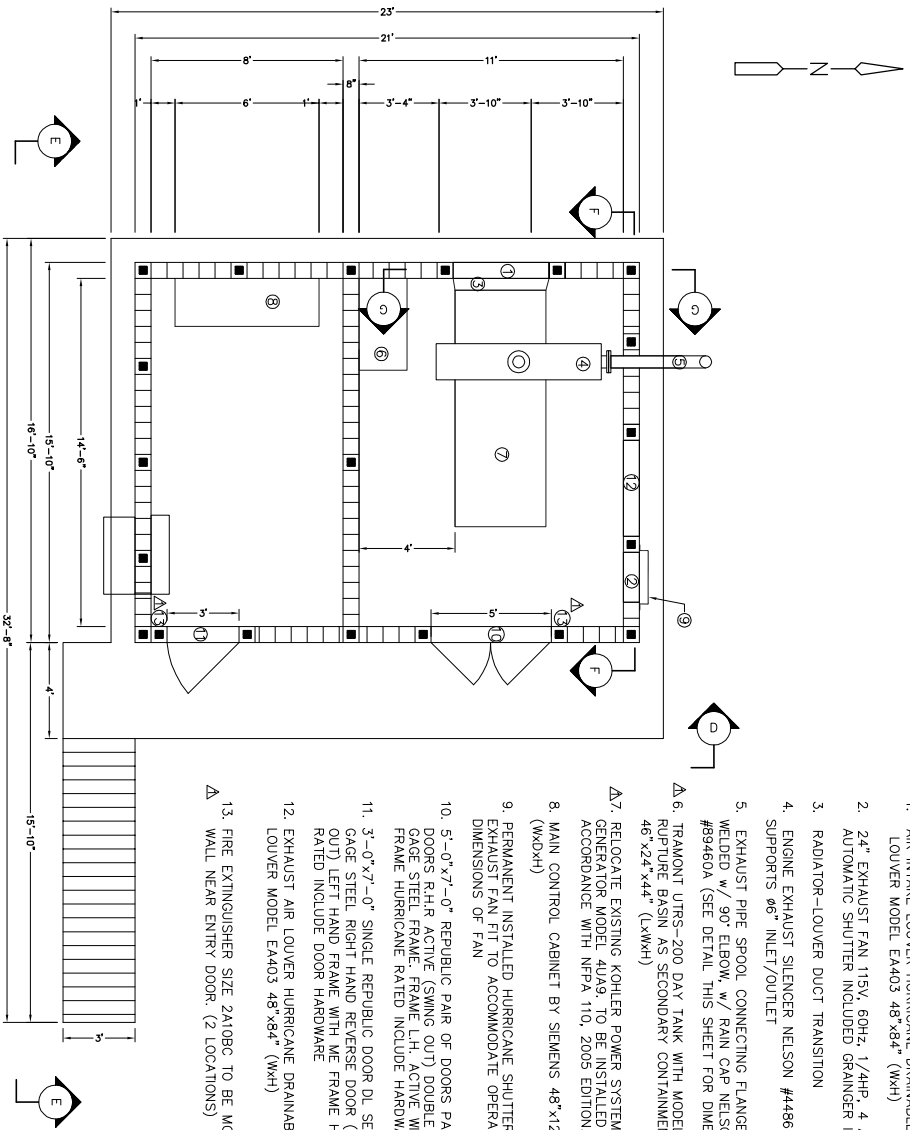 23'
21'
8'
8"
11'
1'
6'
1'
3'-4"
3'-10"
3'-10"
N
E
F
G
G
1
3
8
6
4
5
7
12
2
9
16'-10"
15'-10"
14'-6"
32'-8"
4'
3'
5'
13
13
11
10
F
D
4'
15'-10"
3'
E
LOUVER MODEL EA403 48"x84" (WxH)
2. 24" EXHAUST FAN 115V, 60Hz, 1/4HP, 4
AUTOMATIC SHUTTER INCLUDED GRAINGER
3. RADIATOR-LOUVER DUCT TRANSITION
4. ENGINE EXHAUST SILENCER NELSON #4486
SUPPORTS ø6" INLET/OUTLET
5. EXHAUST PIPE SPOOL CONNECTING FLANGE
WELDED w/ 90° ELBOW, w/ RAIN CAP NELSO
#89460A (SEE DETAIL THIS SHEET FOR DIME
6. TRAMONT UTRS-200 DAY TANK WITH MODEL
RUPTURE BASIN AS SECONDARY CONTAINME
46"x24"x44" (LxWxH)
7. RELOCATE EXISTING KOHLER POWER SYSTEM
GENERATOR MODEL 4UA9. TO BE INSTALLED
ACCORDANCE WITH NFPA 110, 2005 EDITION.
8. MAIN CONTROL CABINET BY SIEMENS 48"x12
(WxDxH)
9. PERMANENT INSTALLED HURRICANE SHUTTER
EXHAUST FAN FIT TO ACCOMMODATE OPERA
DIMENSIONS OF FAN
10. 5'-0"x7'-0" REPUBLIC PAIR OF DOORS PA
DOORS R.H.R ACTIVE (SWING OUT) DOUBLE
GAGE STEEL FRAME. FRAME L.H. ACTIVE W
FRAME HURRICANE RATED INCLUDE HARDW
11. 3'-0"x7'-0" SINGLE REPUBLIC DOOR DL SE
GAGE STEEL RIGHT HAND REVERSE DOOR (
OUT) LEFT HAND FRAME WITH ME FRAME H
RATED INCLUDE DOOR HARDWARE
12. EXHAUST AIR LOUVER HURRICANE DRAINAB
LOUVER MODEL EA403 48"x84" (WxH)
13. FIRE EXTINGUISHER SIZE 2A10BC TO BE MO
WALL NEAR ENTRY DOOR. (2 LOCATIONS)